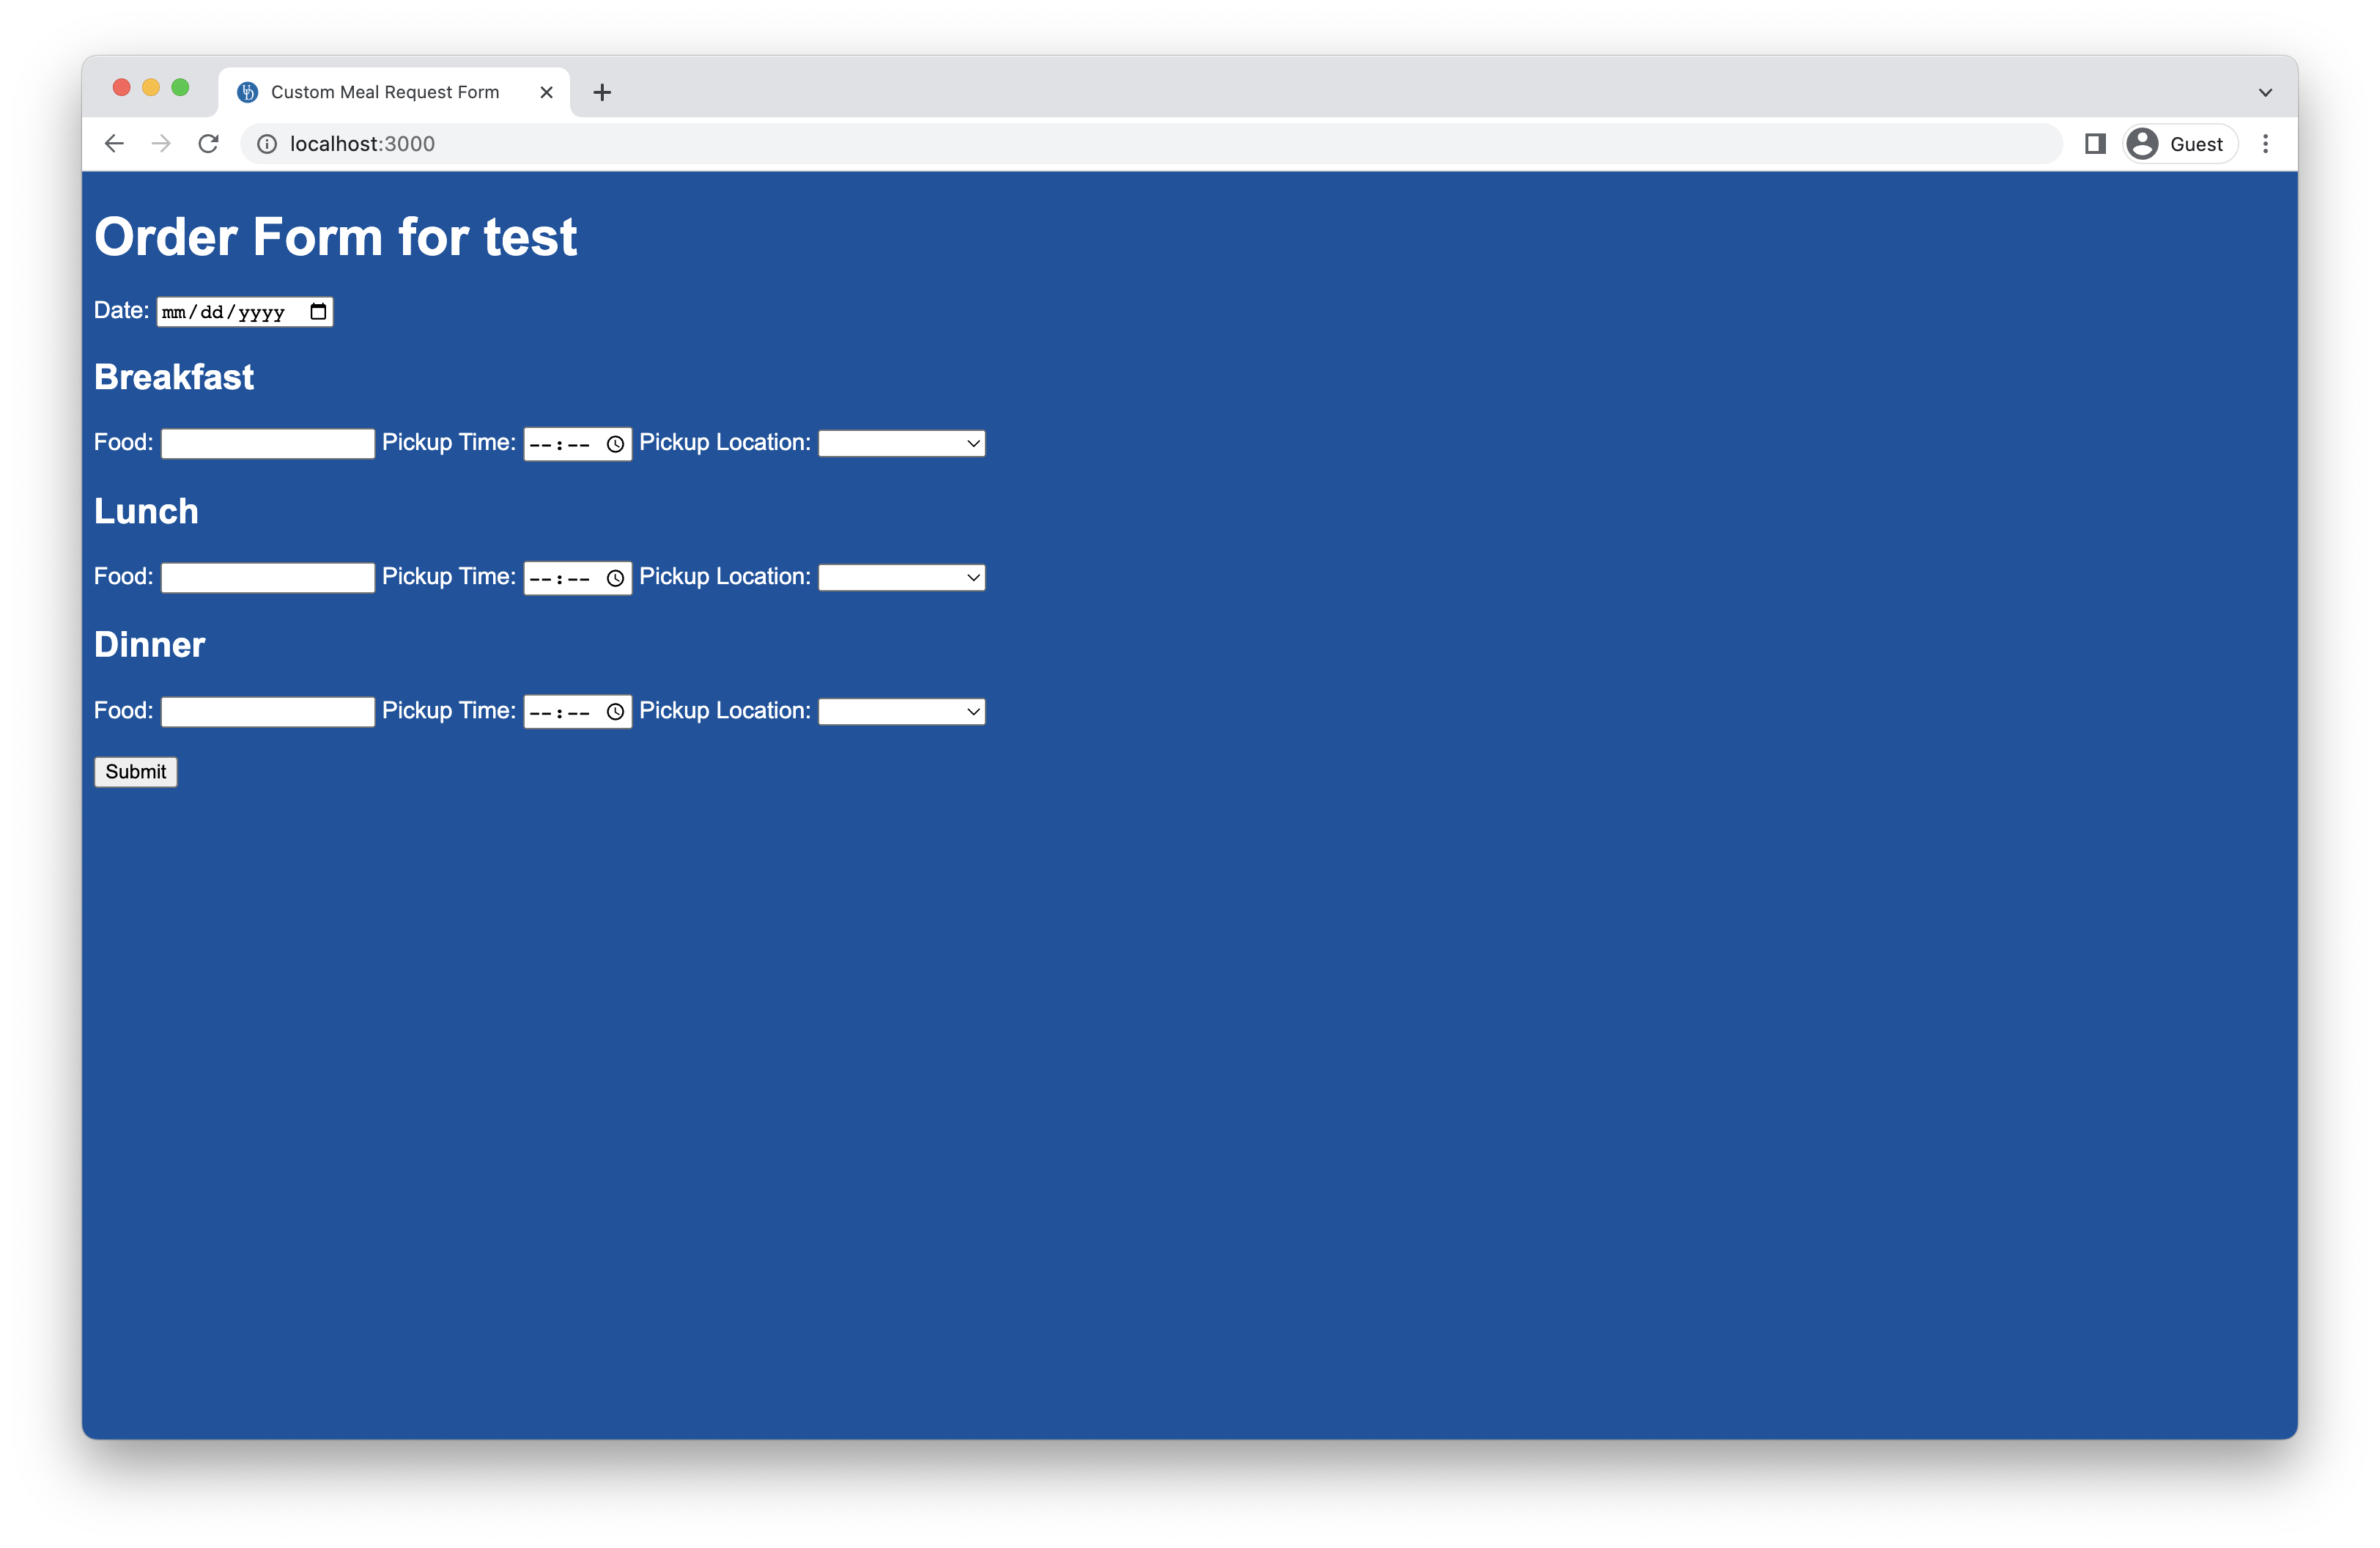 Custom Meal Request Form
localhost:3000
Guest
Order Form for test
Date: mm/dd/yyyy
Breakfast
Food: Pickup Time: --:-- Pickup Location:
Lunch
Food: Pickup Time: --:-- Pickup Location:
Dinner
Food: Pickup Time: --:-- Pickup Location:
Submit